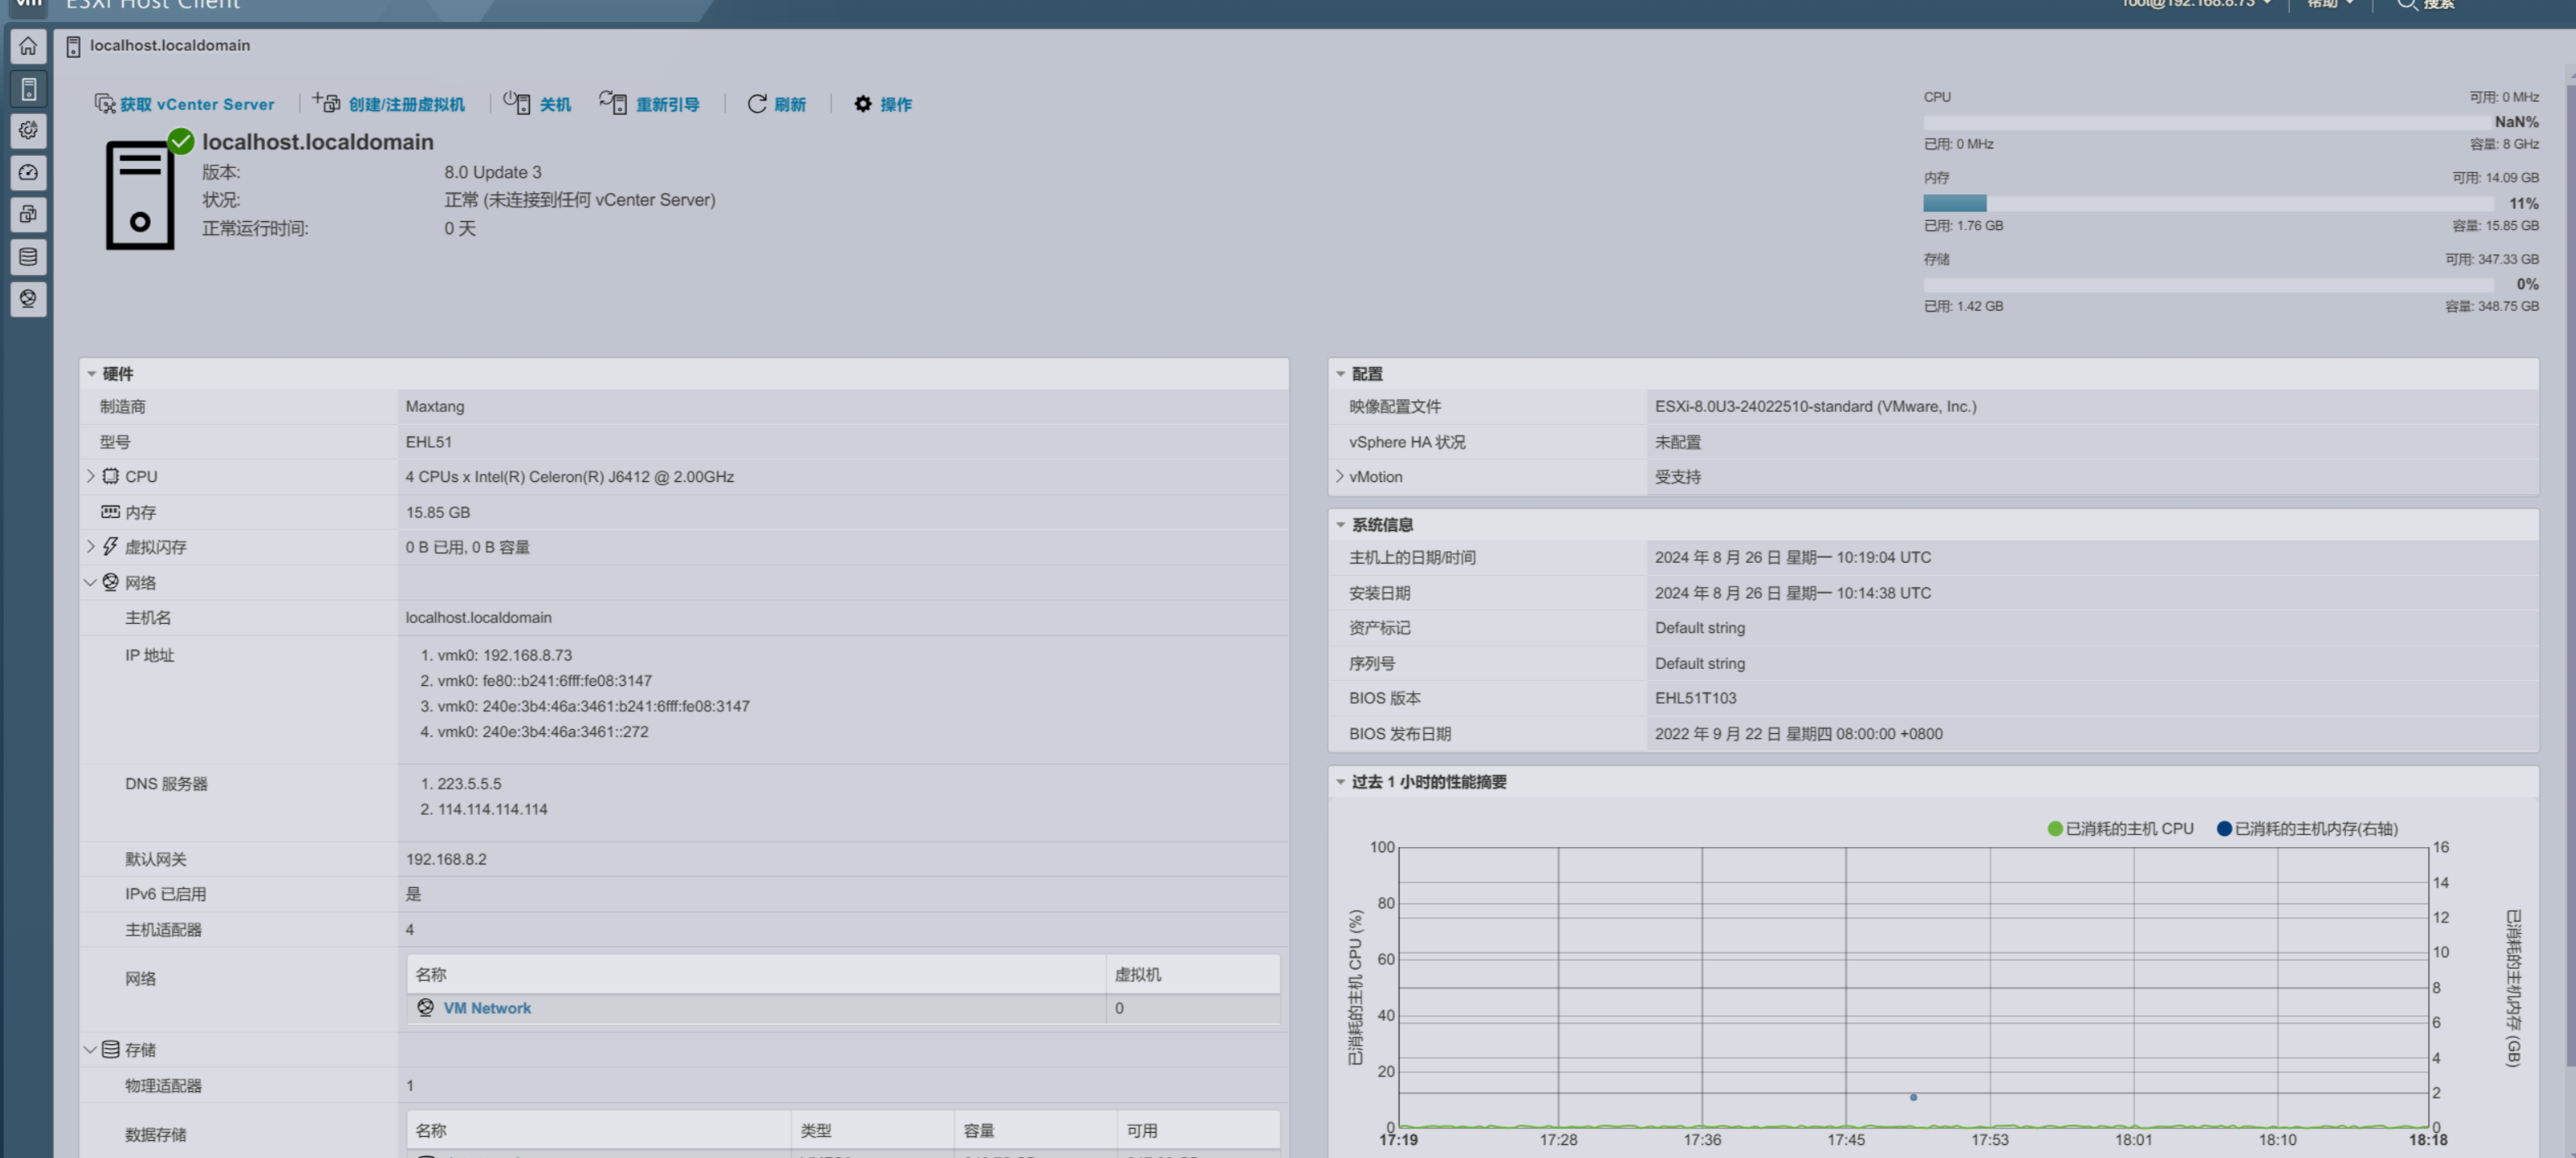 vm ESXi Host Client
root@192.168.8.73 帮助 搜索
localhost.localdomain
获取 vCenter Server 创建/注册虚拟机 关机 重新引导 刷新 操作
localhost.localdomain
版本: 8.0 Update 3
状况: 正常 (未连接到任何 vCenter Server)
正常运行时间: 0 天
CPU 可用: 0 MHz
NaN%
已用: 0 MHz 容量: 8 GHz
内存 可用: 14.09 GB
11%
已用: 1.76 GB 容量: 15.85 GB
存储 可用: 347.33 GB
0%
已用: 1.42 GB 容量: 348.75 GB
硬件
制造商 Maxtang
型号 EHL51
CPU 4 CPUs x Intel(R) Celeron(R) J6412 @ 2.00GHz
内存 15.85 GB
虚拟闪存 0 B 已用, 0 B 容量
网络
主机名 localhost.localdomain
IP 地址 1. vmk0: 192.168.8.73
2. vmk0: fe80::b241:6fff:fe08:3147
3. vmk0: 240e:3b4:46a:3461:b241:6fff:fe08:3147
4. vmk0: 240e:3b4:46a:3461::272
DNS 服务器 1. 223.5.5.5
2. 114.114.114.114
默认网关 192.168.8.2
IPv6 已启用 是
主机适配器 4
网络 名称 虚拟机
VM Network 0
存储
物理适配器 1
数据存储 名称 类型 容量 可用
配置
映像配置文件 ESXi-8.0U3-24022510-standard (VMware, Inc.)
vSphere HA 状况 未配置
vMotion 受支持
系统信息
主机上的日期/时间 2024 年 8 月 26 日 星期一 10:19:04 UTC
安装日期 2024 年 8 月 26 日 星期一 10:14:38 UTC
资产标记 Default string
序列号 Default string
BIOS 版本 EHL51T103
BIOS 发布日期 2022 年 9 月 22 日 星期四 08:00:00 +0800
过去 1 小时的性能摘要
已消耗的主机 CPU 已消耗的主机内存(右轴)
已消耗的主机 CPU (%)
100
80
60
40
20
0
16
14
12
10
8
6
4
2
0
已消耗的主机内存 (GB)
17:19 17:28 17:36 17:45 17:53 18:01 18:10 18:18